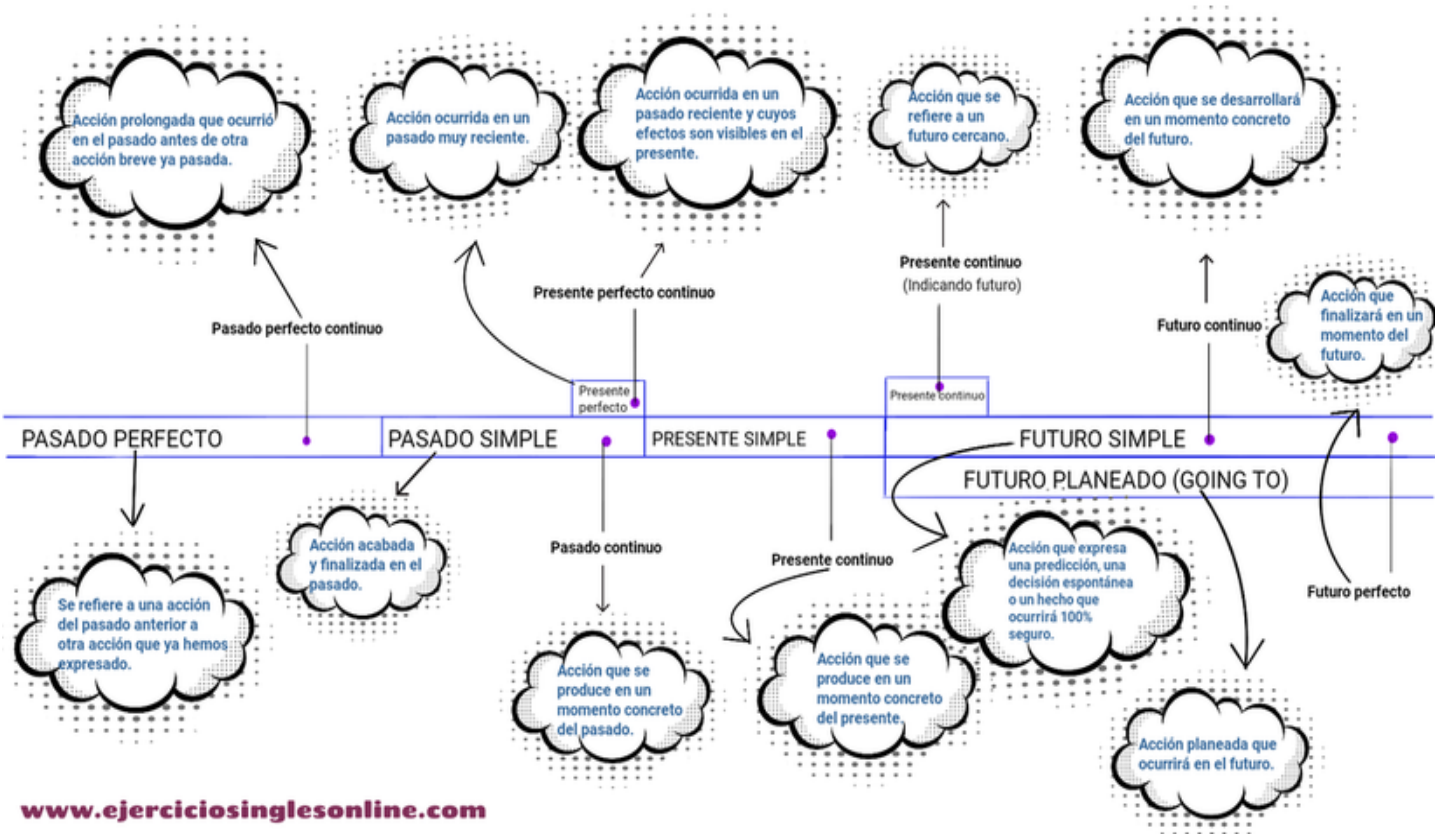 Acción prolongada que ocurrió
en el pasado antes de otra
acción breve ya pasada.
Acción ocurrida en un
pasado muy reciente.
Acción ocurrida en un
pasado reciente y cuyos
efectos son visibles en el
presente.
Acción que se
refiere a un
futuro cercano.
Acción que se desarrollará
en un momento concreto
del futuro.
Pasado perfecto continuo
Presente perfecto continuo
Presente continuo
(Indicando futuro)
Futuro continuo
Acción que
finalizará en un
momento del
futuro.
Presente
perfecto
Presente continuo
PASADO PERFECTO
PASADO SIMPLE
PRESENTE SIMPLE
FUTURO SIMPLE
FUTURO PLANEADO (GOING TO)
Se refiere a una acción
del pasado anterior a
otra acción que ya hemos
expresado.
Acción acabada
y finalizada en el
pasado.
Pasado continuo
Acción que se
produce en un
momento concreto
del pasado.
Presente continuo
Acción que se
produce en un
momento concreto
del presente.
Acción que expresa
una predicción, una
decisión espontánea
o un hecho que
ocurrirá 100%
seguro.
Futuro perfecto
Acción planeada que
ocurrirá en el futuro.
www.ejerciciosinglesonline.com